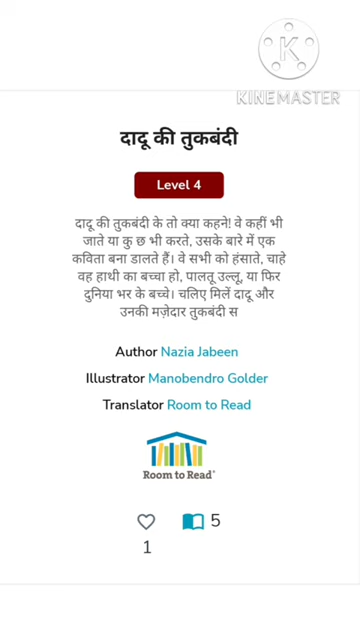 K
KINEMASTER
दादू की तुकबंदी
Level 4
दादू की तुकबंदी के तो क्या कहने! वे कहीं भी
जाते या कु छ भी करते, उसके बारे में एक
कविता बना डालते हैं। वे सभी को हंसाते, चाहे
वह हाथी का बच्चा हो, पालतू उल्लू, या फिर
दुनिया भर के बच्चे। चलिए मिलें दादू और
उनकी मज़ेदार तुकबंदी स
Author Nazia Jabeen
Illustrator Manobendro Golder
Translator Room to Read
Room to Read®
5
1